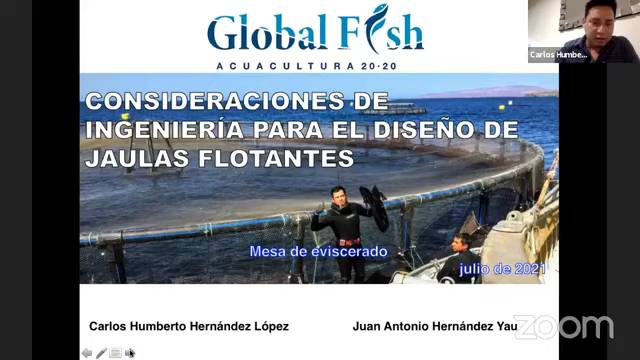 Global Fish
ACUACULTURA 20·20
Carlos Humbe...
CONSIDERACIONES DE
INGENIERÍA PARA EL DISEÑO DE
JAULAS FLOTANTES
Mesa de eviscerado
julio de 2021
Carlos Humberto Hernández López
Juan Antonio Hernández Yau
zoom